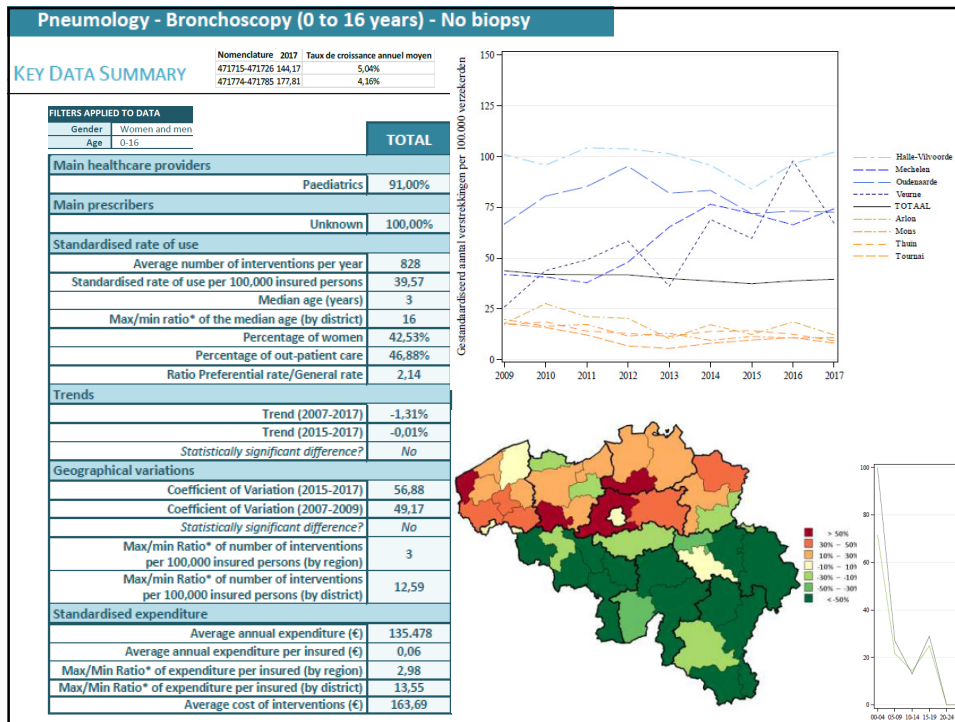 Pneumology - Bronchoscopy (0 to 16 years) - No biopsy
KEY DATA SUMMARY
Nomenclature 2017 Taux de croissance annuel moyen
471715-471726 144,17 5,04%
471774-471785 177,81 4,16%
FILTERS APPLIED TO DATA
Gender Women and men
Age 0-16
TOTAL
Main healthcare providers
Paediatrics 91,00%
Main prescribers
Unknown 100,00%
Standardised rate of use
Average number of interventions per year 828
Standardised rate of use per 100,000 insured persons 39,57
Median age (years) 3
Max/min ratio* of the median age (by district) 16
Percentage of women 42,53%
Percentage of out-patient care 46,88%
Ratio Preferential rate/General rate 2,14
Trends
Trend (2007-2017) -1,31%
Trend (2015-2017) -0,01%
Statistically significant difference? No
Geographical variations
Coefficient of Variation (2015-2017) 56,88
Coefficient of Variation (2007-2009) 49,17
Statistically significant difference? No
Max/min Ratio* of number of interventions
per 100,000 insured persons (by region) 3
Max/min Ratio* of number of interventions
per 100,000 insured persons (by district) 12,59
Standardised expenditure
Average annual expenditure (€) 135.478
Average annual expenditure per insured (€) 0,06
Max/Min Ratio* of expenditure per insured (by region) 2,98
Max/Min Ratio* of expenditure per insured (by district) 13,55
Average cost of interventions (€) 163,69
Gestandaardiseerd aantal verstrekkingen per 100.000 verzekerden
150
125
100
75
50
25
0
2009 2010 2011 2012 2013 2014 2015 2016 2017
Halle-Vilvoorde
Mechelen
Oudenaarde
Veurne
TOTAAL
Arlon
Mons
Thuin
Tournai
> 50%
30% – 50%
10% – 30%
-10% – 10%
-30% – -10%
-50% – -30%
< -50%
100
80
60
40
20
0
00-04 05-09 10-14 15-19 20-24